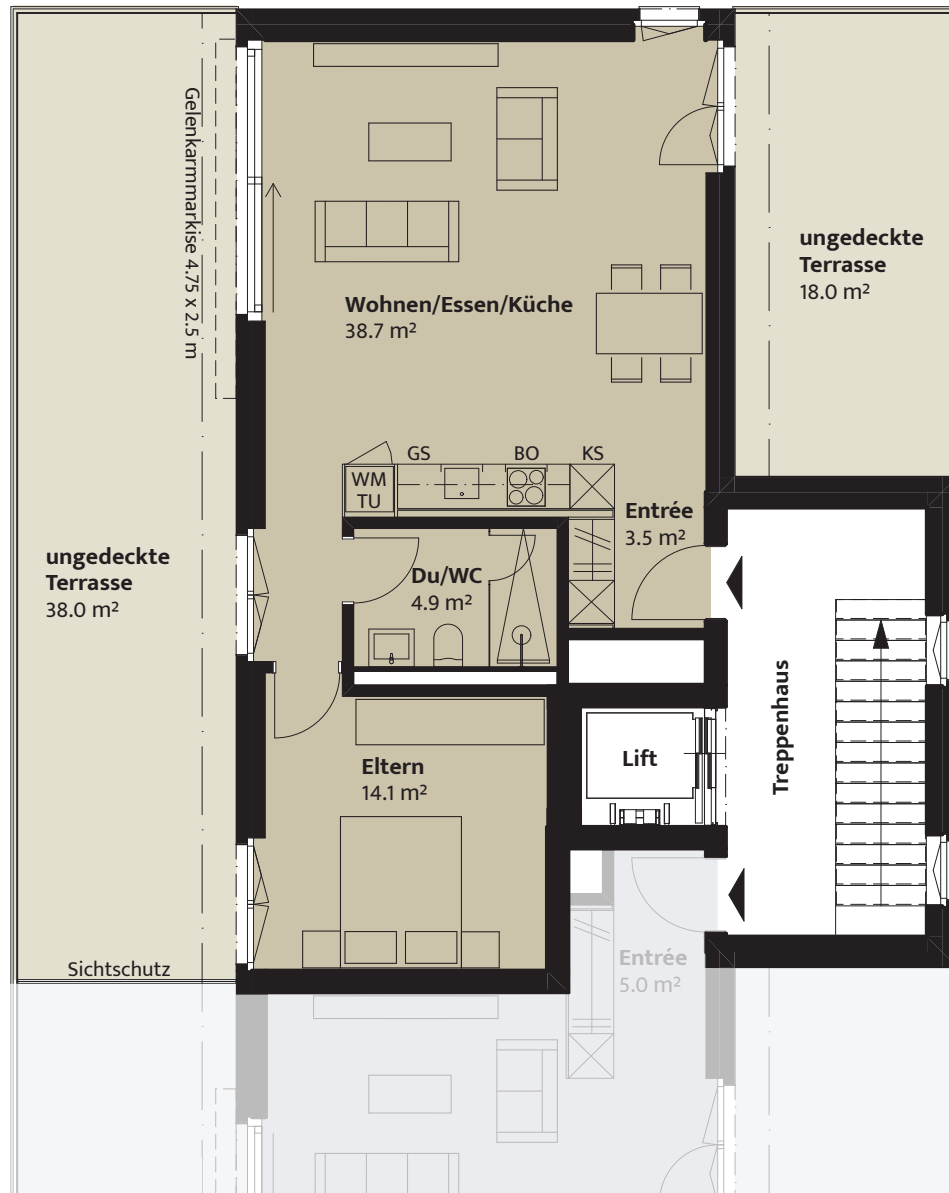 Gelenkarmmarkise 4.75 x 2.5 m
ungedeckte
Terrasse
18.0 m²
Wohnen/Essen/Küche
38.7 m²
GS
BO
KS
WM
TU
Entrée
3.5 m²
ungedeckte
Terrasse
38.0 m²
Du/WC
4.9 m²
Treppenhaus
Lift
Eltern
14.1 m²
Entrée
5.0 m²
Sichtschutz